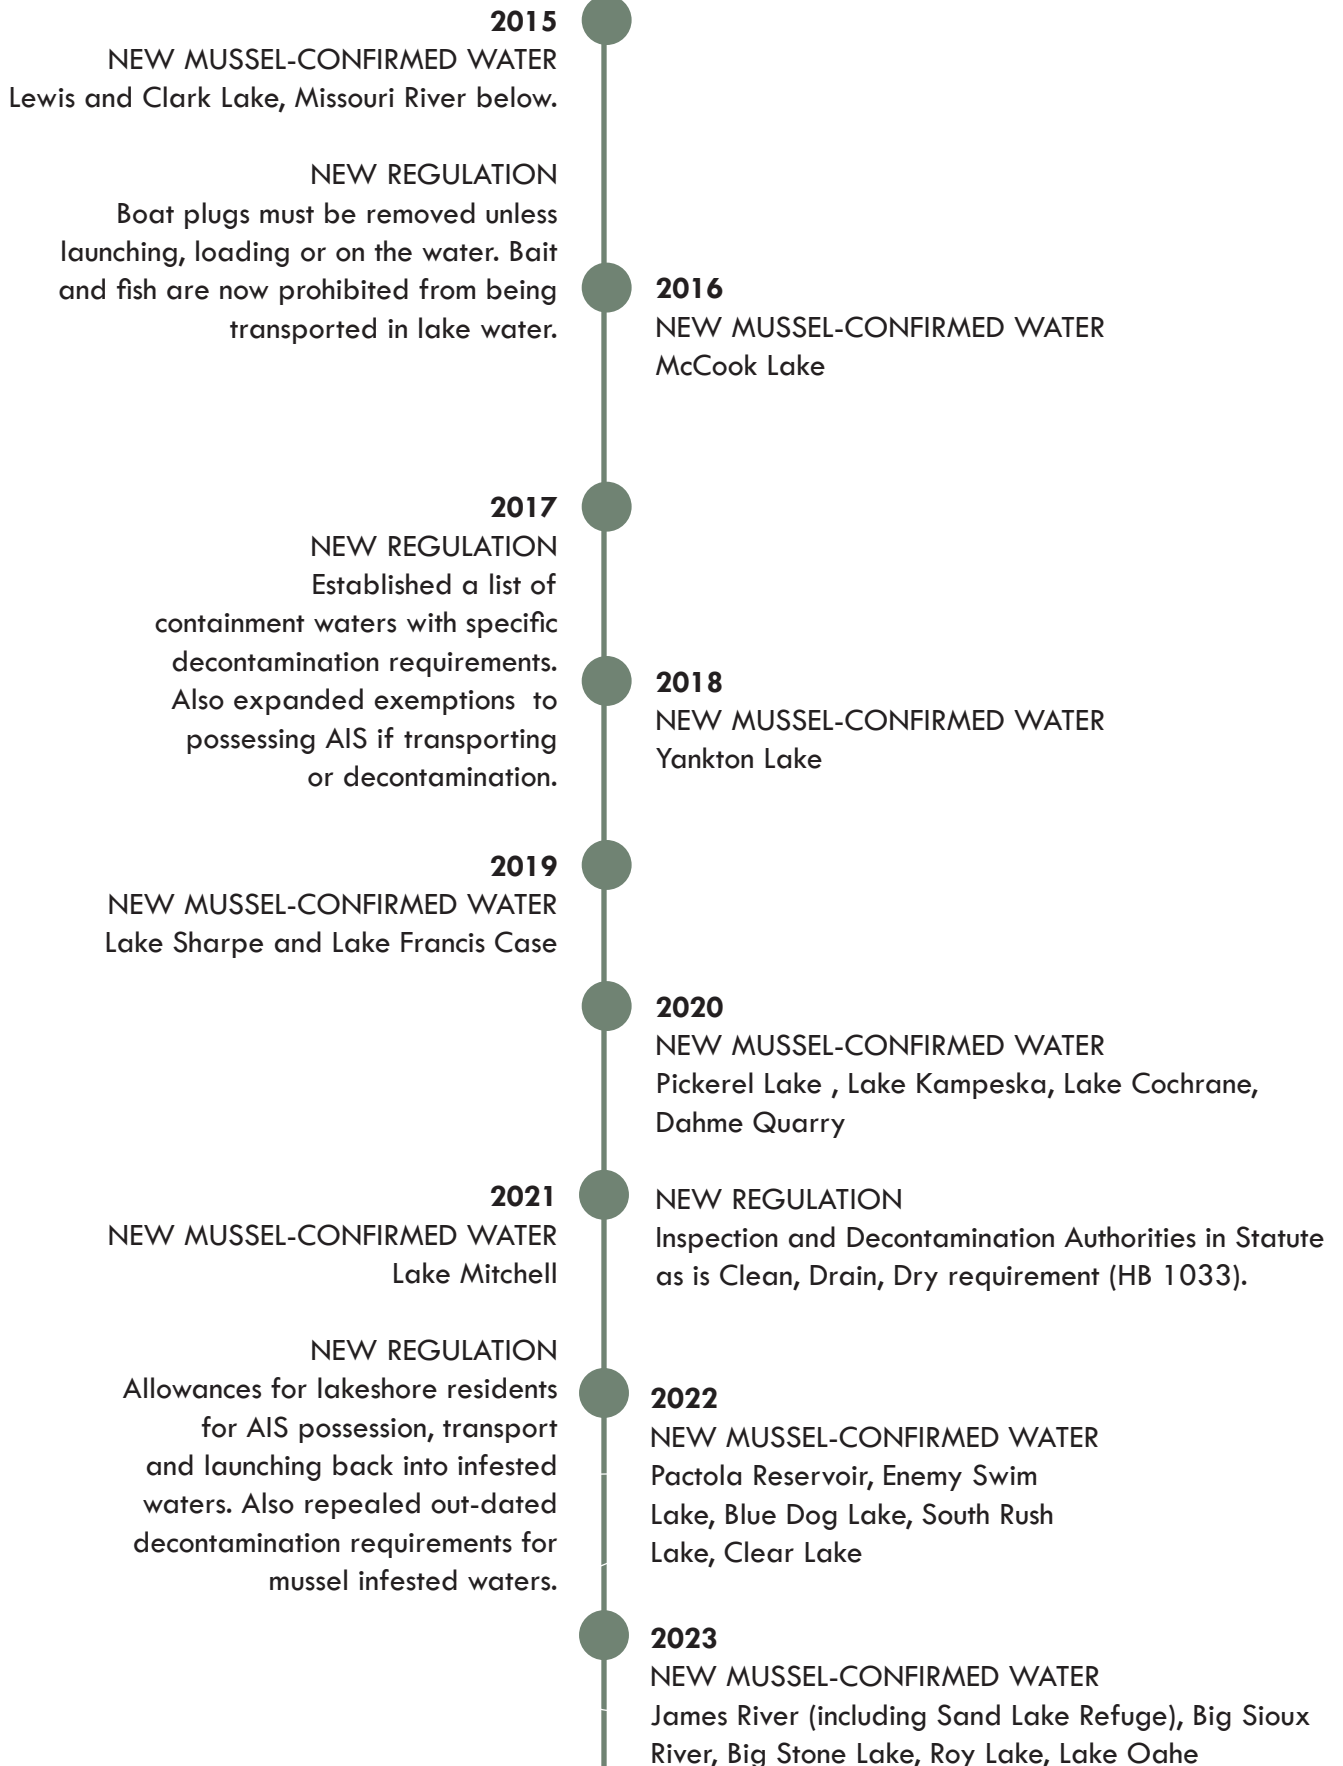 2015
NEW MUSSEL-CONFIRMED WATER
Lewis and Clark Lake, Missouri River below.
NEW REGULATION
Boat plugs must be removed unless
launching, loading or on the water. Bait
and fish are now prohibited from being
transported in lake water.
2016
NEW MUSSEL-CONFIRMED WATER
McCook Lake
2017
NEW REGULATION
Established a list of
containment waters with specific
decontamination requirements.
Also expanded exemptions  to
possessing AIS if transporting
or decontamination.
2018
NEW MUSSEL-CONFIRMED WATER
Yankton Lake
2019
NEW MUSSEL-CONFIRMED WATER
Lake Sharpe and Lake Francis Case
2020
NEW MUSSEL-CONFIRMED WATER
Pickerel Lake , Lake Kampeska, Lake Cochrane,
Dahme Quarry
NEW REGULATION
Inspection and Decontamination Authorities in Statute
as is Clean, Drain, Dry requirement (HB 1033).
2021
NEW MUSSEL-CONFIRMED WATER
Lake Mitchell
NEW REGULATION
Allowances for lakeshore residents
for AIS possession, transport
and launching back into infested
waters. Also repealed out-dated
decontamination requirements for
mussel infested waters.
2022
NEW MUSSEL-CONFIRMED WATER
Pactola Reservoir, Enemy Swim
Lake, Blue Dog Lake, South Rush
Lake, Clear Lake
2023
NEW MUSSEL-CONFIRMED WATER
James River (including Sand Lake Refuge), Big Sioux
River, Big Stone Lake, Roy Lake, Lake Oahe